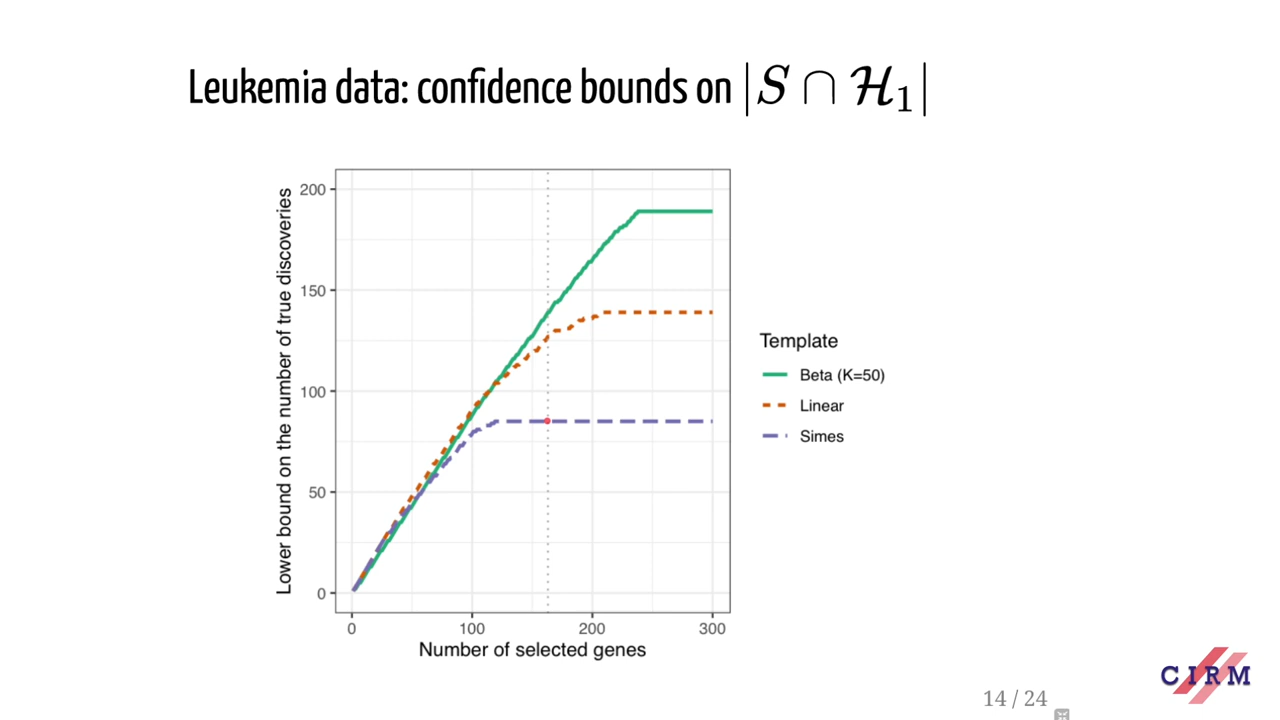 Leukemia data: confidence bounds on |S ∩ ℋ₁|
Lower bound on the number of true discoveries
200
150
100
50
0
0 100 200 300
Number of selected genes
Template
Beta (K=50)
Linear
Simes
CIRM
14 / 24